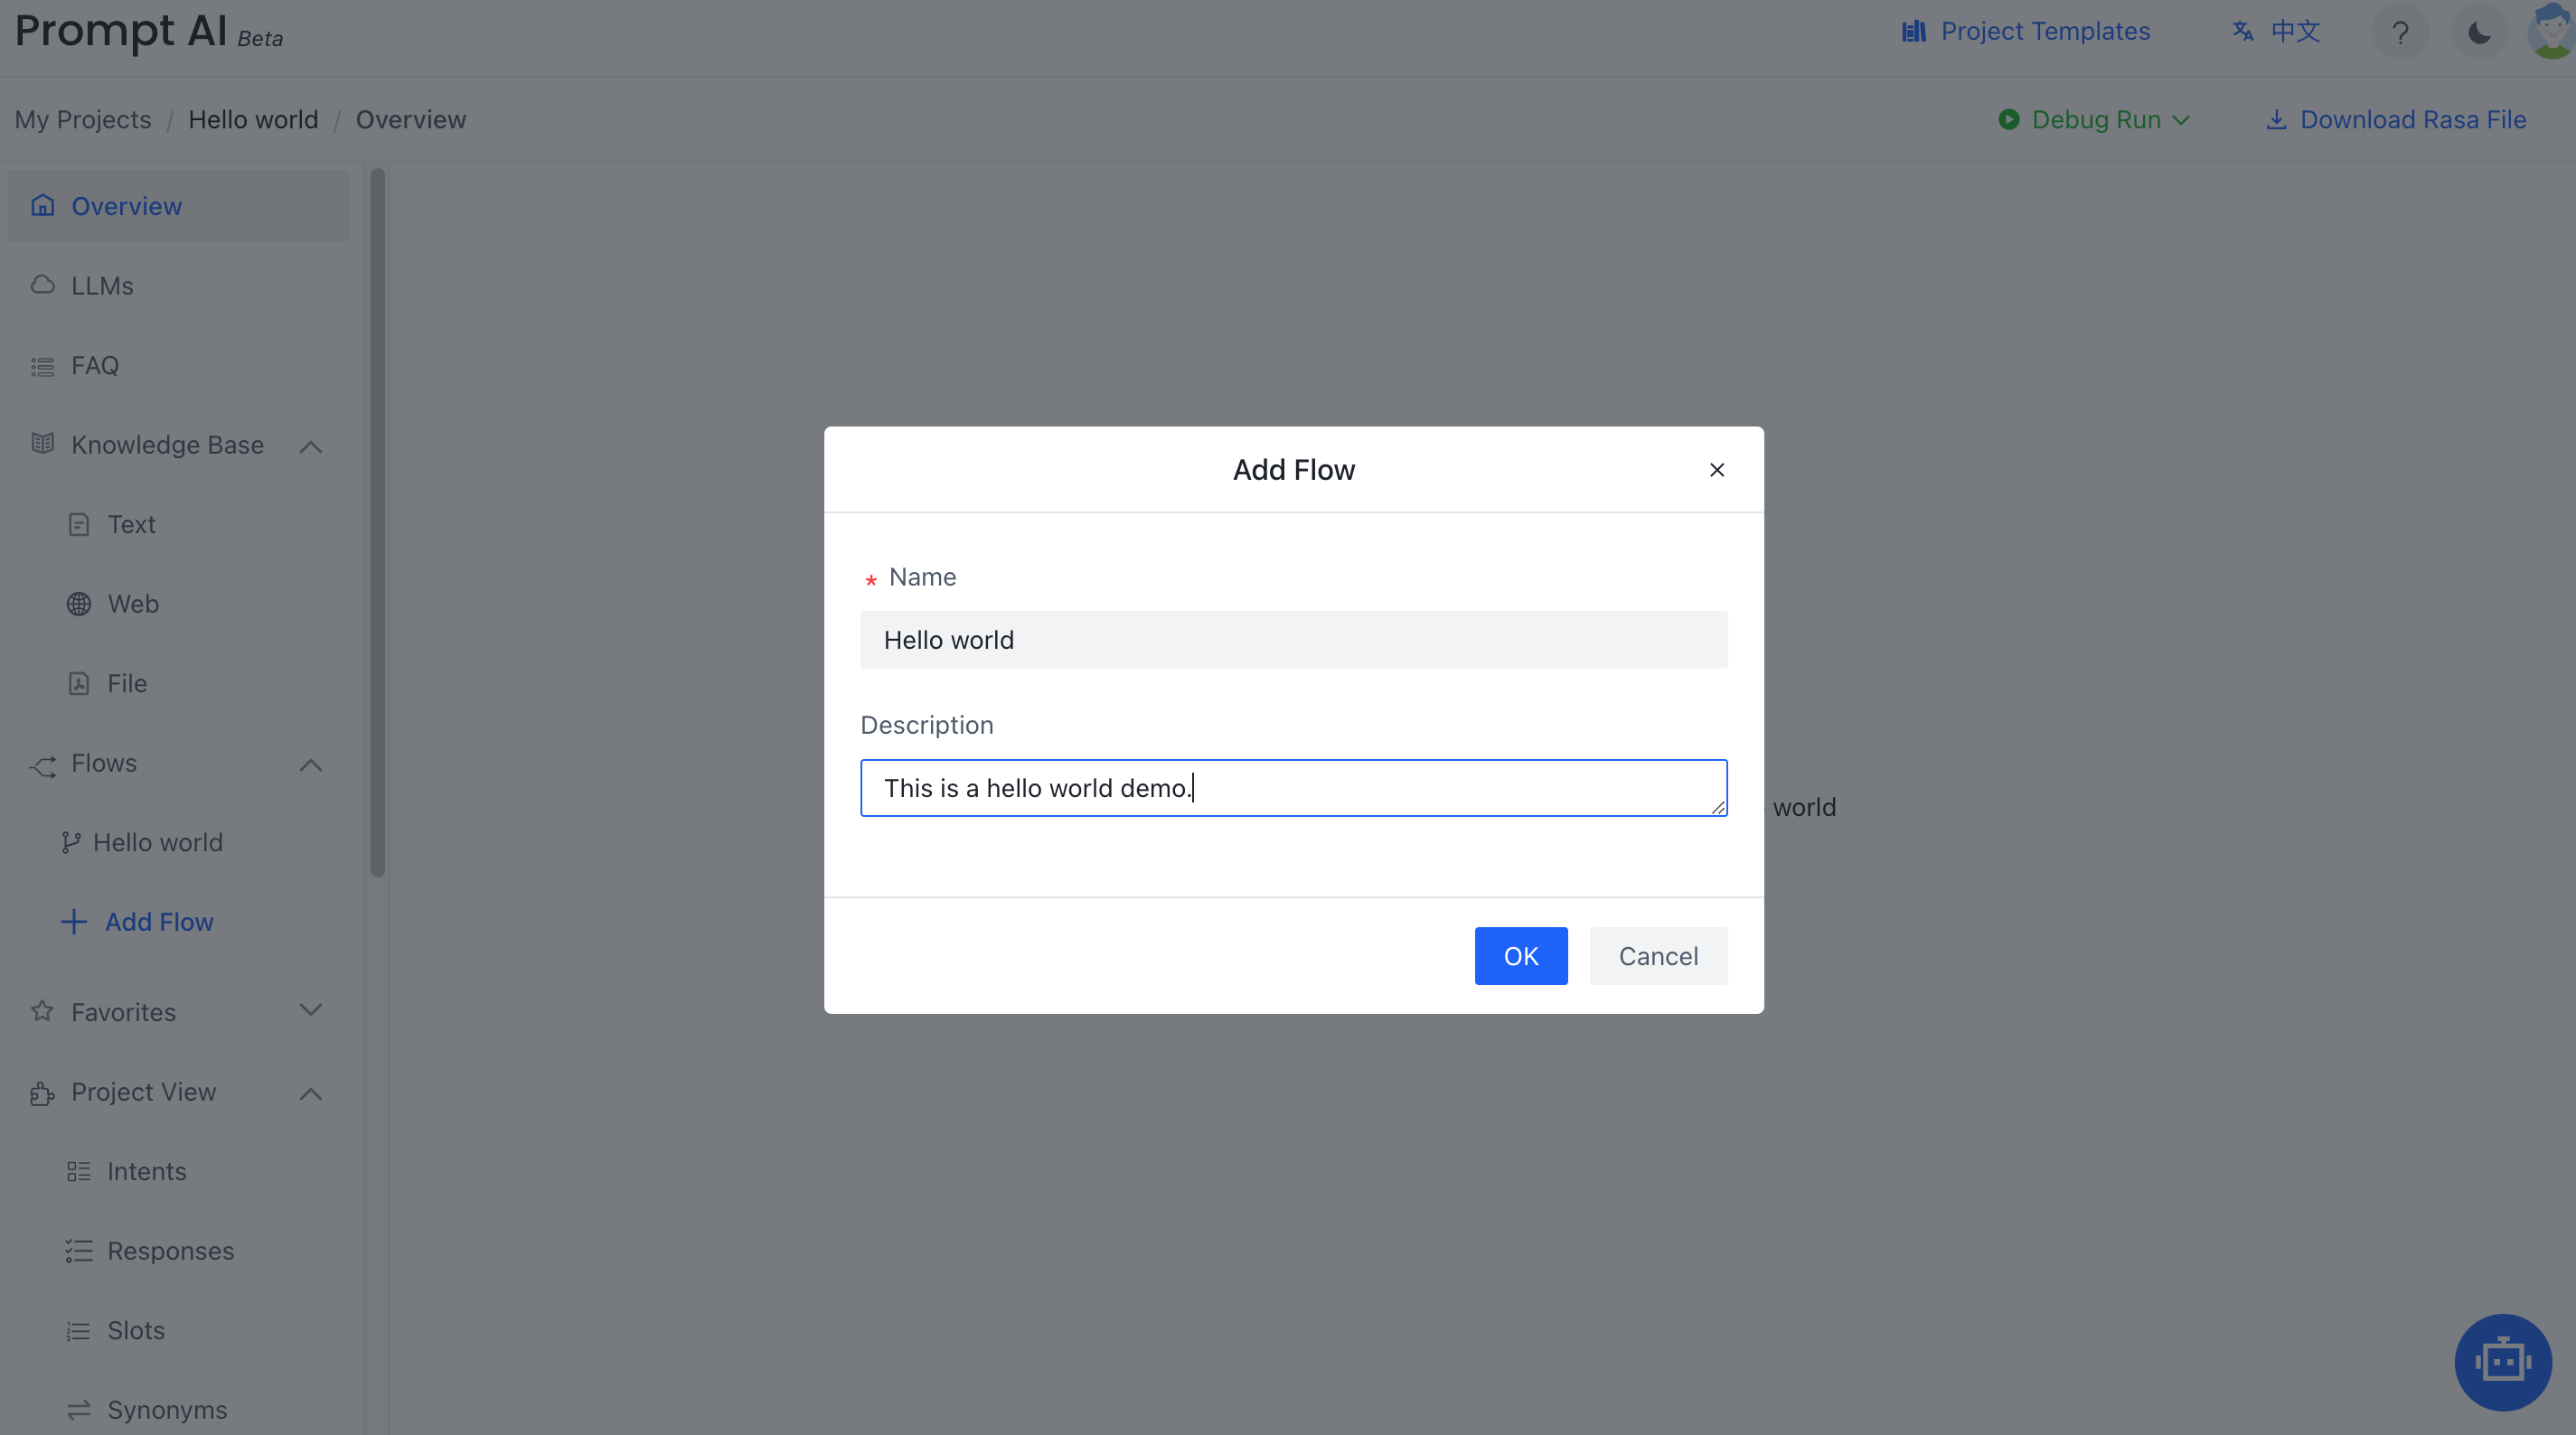 Prompt AI Beta
Project Templates
中文
?
My Projects / Hello world / Overview
Debug Run
Download Rasa File
Overview
LLMs
FAQ
Knowledge Base
Text
Web
File
Flows
Hello world
Add Flow
Favorites
Project View
Intents
Responses
Slots
Synonyms
Add Flow
* Name
Hello world
Description
This is a hello world demo.
OK
Cancel
world